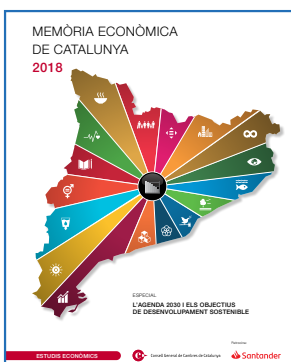 MEMÒRIA ECONÒMICA
DE CATALUNYA
2018
ESPECIAL
L'AGENDA 2030 I ELS OBJECTIUS
DE DESENVOLUPAMENT SOSTENIBLE
Patrocina:
ESTUDIS ECONÒMICS
Consell General de Cambres de Catalunya
Santander